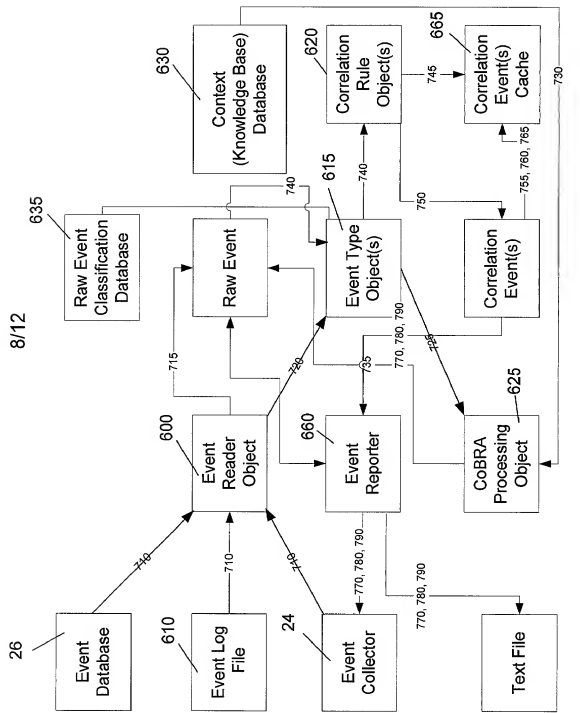 8/12
26
Event
Database
610
Event Log
File
24
Event
Collector
Text File
710
710
710
770, 780, 790
770, 780, 790
600
Event
Reader
Object
660
Event
Reporter
CoBRA
Processing
Object
625
715
720
735
770, 780, 790
725
635
Raw Event
Classification
Database
Raw Event
740
615
Event Type
Object(s)
Correlation
Event(s)
630
Context
(Knowledge Base)
Database
620
Correlation
Rule
Object(s)
740
745
750
755, 760, 765
665
Correlation
Event(s)
Cache
730